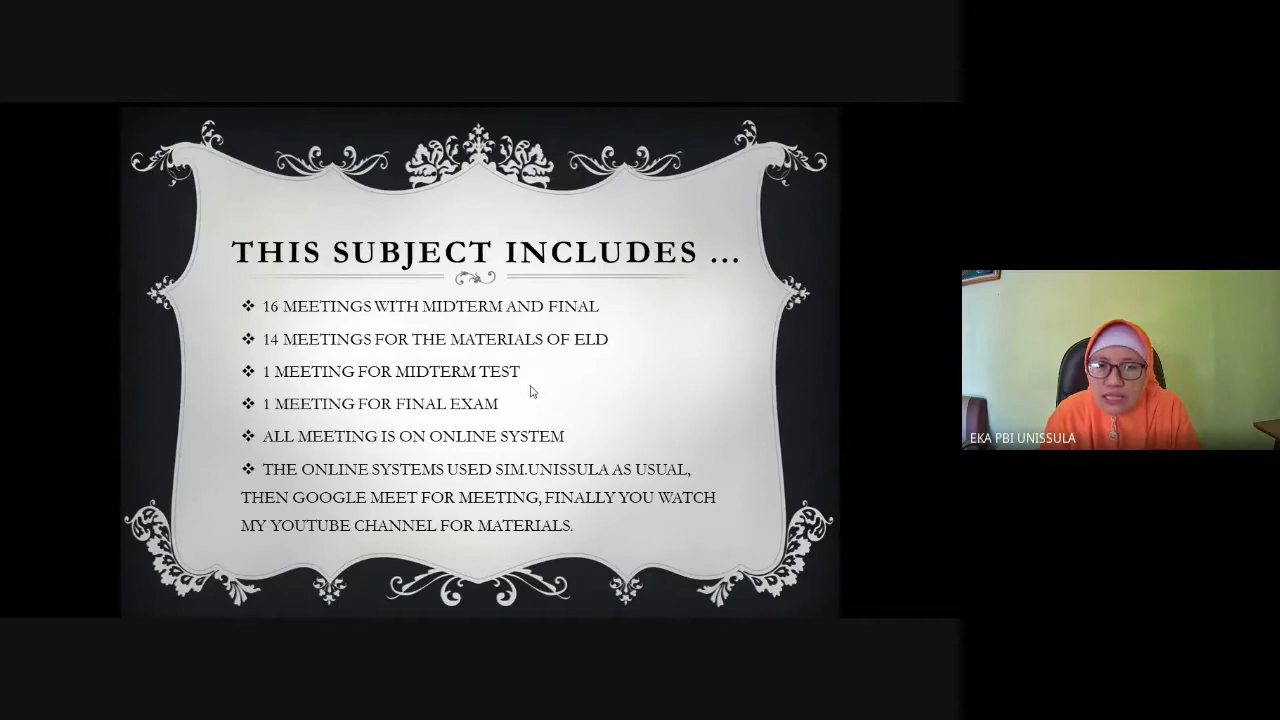 THIS SUBJECT INCLUDES ...
❖ 16 MEETINGS WITH MIDTERM AND FINAL
❖ 14 MEETINGS FOR THE MATERIALS OF ELD
❖ 1 MEETING FOR MIDTERM TEST
❖ 1 MEETING FOR FINAL EXAM
❖ ALL MEETING IS ON ONLINE SYSTEM
❖ THE ONLINE SYSTEMS USED SIM.UNISSULA AS USUAL,
THEN GOOGLE MEET FOR MEETING, FINALLY YOU WATCH
MY YOUTUBE CHANNEL FOR MATERIALS.
EKA PBI UNISSULA